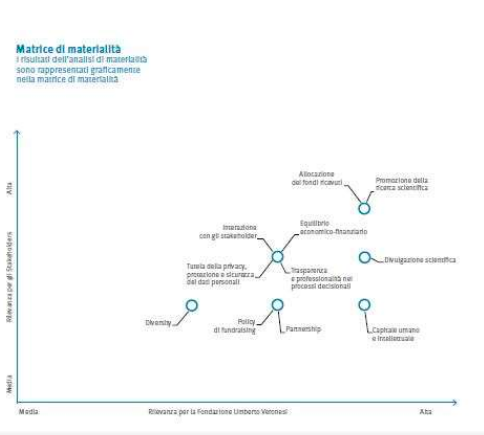 Matrice di materialità
I risultati dell'analisi di materialità
sono rappresentati graficamente
nella matrice di materialità
Alta
Rilevanza per gli Stakeholders
Media
Allocazione
dei fondi ricevuti
Promozione della
ricerca scientifica
Interazione
con gli stakeholder
Equilibrio
economico-finanziario
Tutela della privacy,
protezione e sicurezza
dei dati personali
Trasparenza
e professionalità nei
processi decisionali
Divulgazione scientifica
Diversity
Policy
di fundraising
Partnership
Capitale umano
e intellettuale
Media
Rilevanza per la Fondazione Umberto Veronesi
Alta